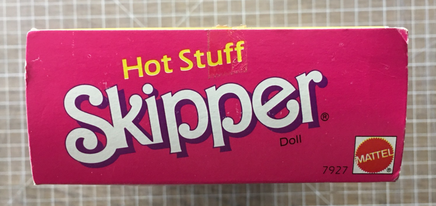 Hot Stuff
Skipper®
Doll
7927
MATTEL®